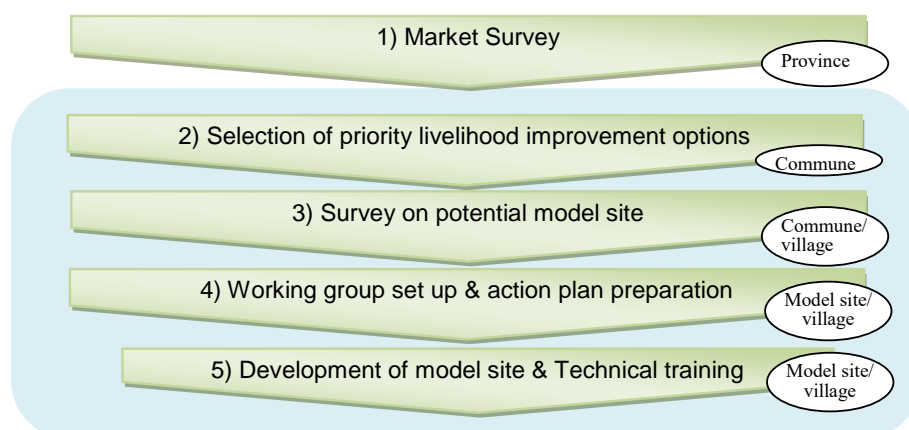 1) Market Survey
Province
2) Selection of priority livelihood improvement options
Commune
3) Survey on potential model site
Commune/
village
4) Working group set up & action plan preparation
Model site/
village
5) Development of model site & Technical training
Model site/
village